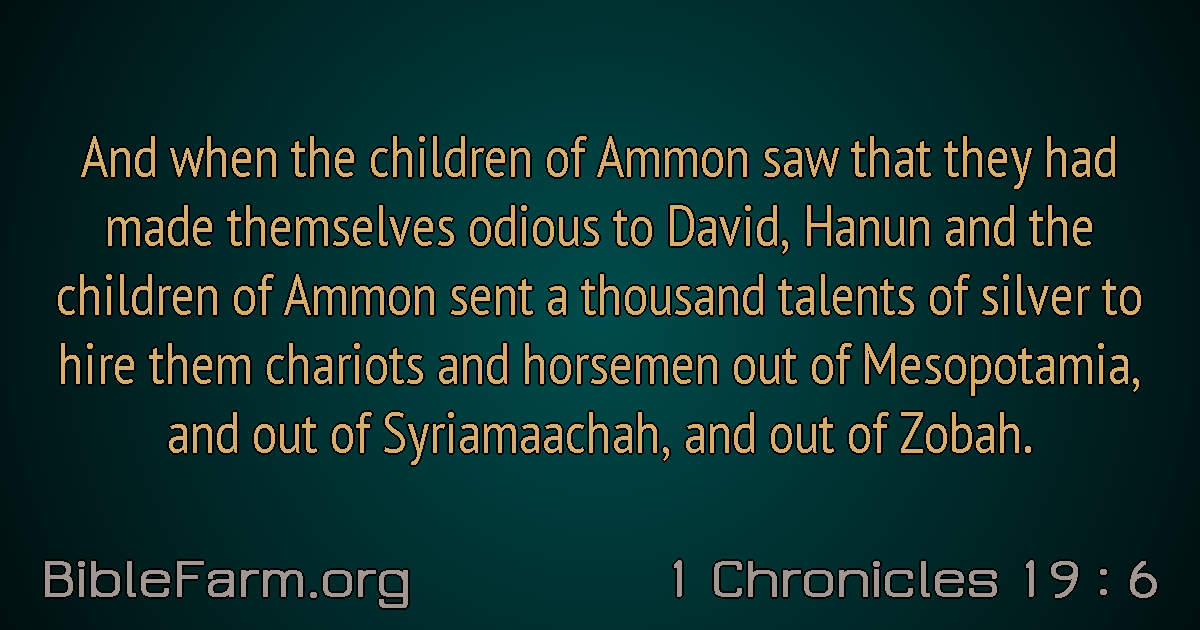 And when the children of Ammon saw that they had
made themselves odious to David, Hanun and the
children of Ammon sent a thousand talents of silver to
hire them chariots and horsemen out of Mesopotamia,
and out of Syriamaachah, and out of Zobah.
BibleFarm.org
1 Chronicles 19 : 6